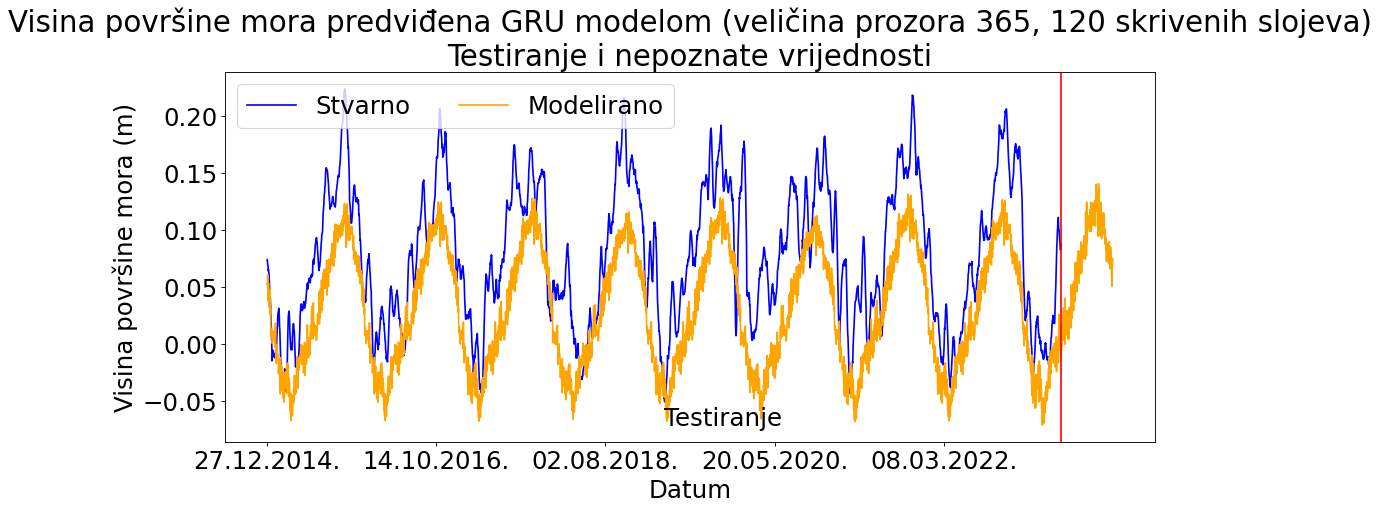 Visina površine mora predviđena GRU modelom (veličina prozora 365, 120 skrivenih slojeva)
Testiranje i nepoznate vrijednosti
Stvarno
Modelirano
Visina površine mora (m)
0.20
0.15
0.10
0.05
0.00
−0.05
Testiranje
27.12.2014.
14.10.2016.
02.08.2018.
20.05.2020.
08.03.2022.
Datum